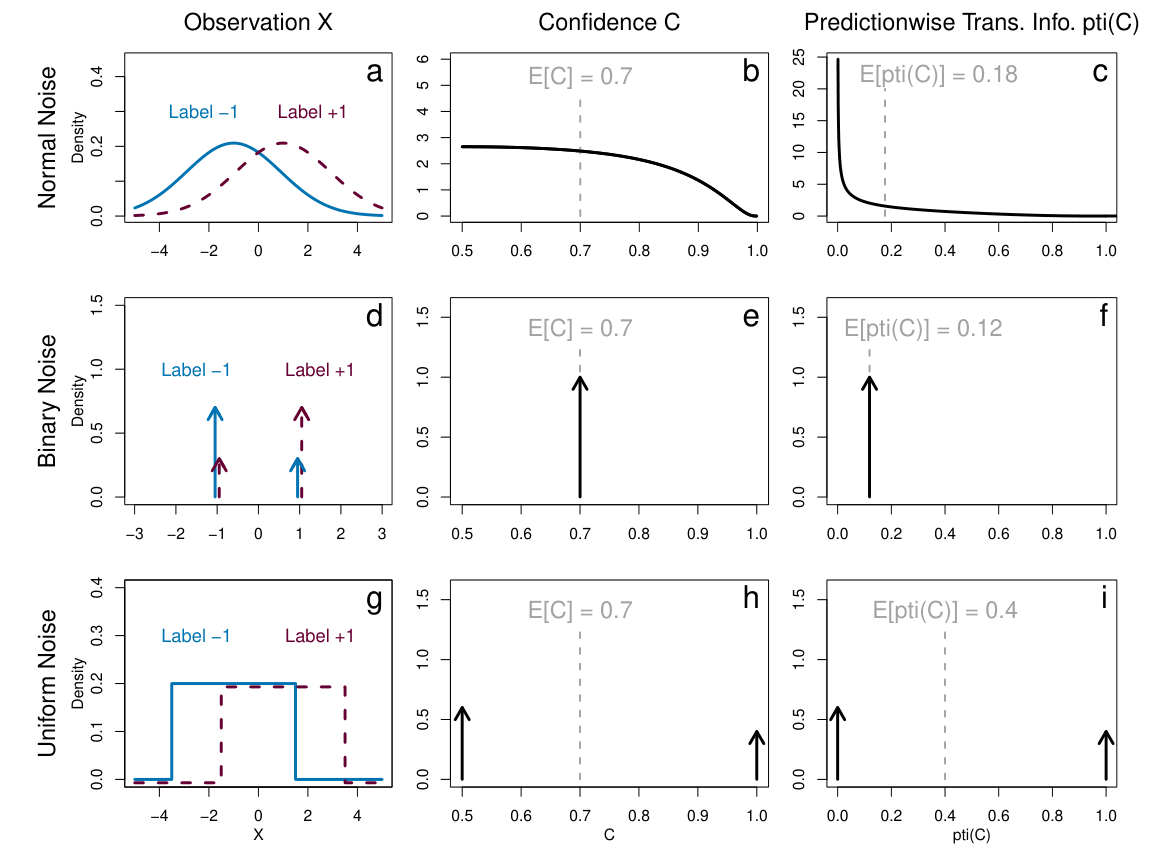 Observation X
Confidence C
Predictionwise Trans. Info. pti(C)
Normal Noise
Density
0.0 0.2 0.4
a
Label −1 Label +1
−4 −2 0 2 4
0 1 2 3 4 5 6
E[C] = 0.7
b
0.5 0.6 0.7 0.8 0.9 1.0
0 5 10 15 20 25
E[pti(C)] = 0.18
c
0.0 0.2 0.4 0.6 0.8 1.0
Binary Noise
Density
0.0 0.5 1.0 1.5
d
Label −1 Label +1
−3 −2 −1 0 1 2 3
0.0 0.5 1.0 1.5
E[C] = 0.7
e
0.5 0.6 0.7 0.8 0.9 1.0
0.0 0.5 1.0 1.5
E[pti(C)] = 0.12
f
0.0 0.2 0.4 0.6 0.8 1.0
Uniform Noise
Density
0.0 0.1 0.2 0.3 0.4
g
Label −1 Label +1
−4 −2 0 2 4
X
0.0 0.5 1.0 1.5
E[C] = 0.7
h
0.5 0.6 0.7 0.8 0.9 1.0
C
0.0 0.5 1.0 1.5
E[pti(C)] = 0.4
i
0.0 0.2 0.4 0.6 0.8 1.0
pti(C)